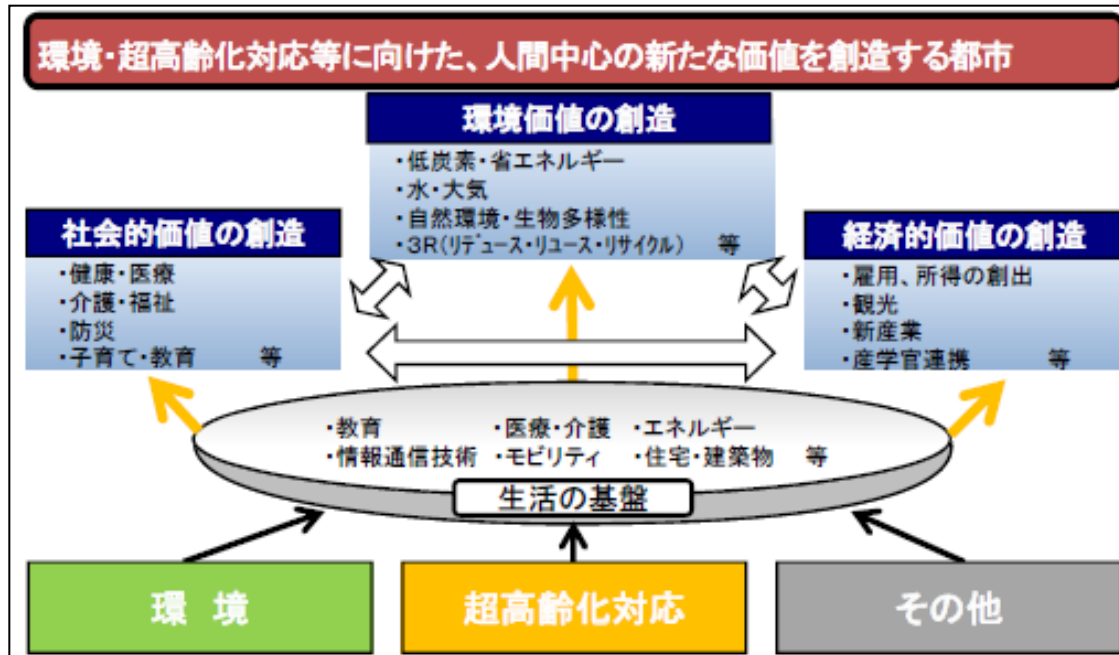 環境・超高齢化対応等に向けた、人間中心の新たな価値を創造する都市
環境価値の創造
・低炭素・省エネルギー
・水・大気
・自然環境・生物多様性
・3R(リデュース・リユース・リサイクル) 等
社会的価値の創造
・健康・医療
・介護・福祉
・防災
・子育て・教育 等
経済的価値の創造
・雇用、所得の創出
・観光
・新産業
・産学官連携 等
・教育 ・医療・介護 ・エネルギー
・情報通信技術 ・モビリティ ・住宅・建築物 等
生活の基盤
環 境
超高齢化対応
その他